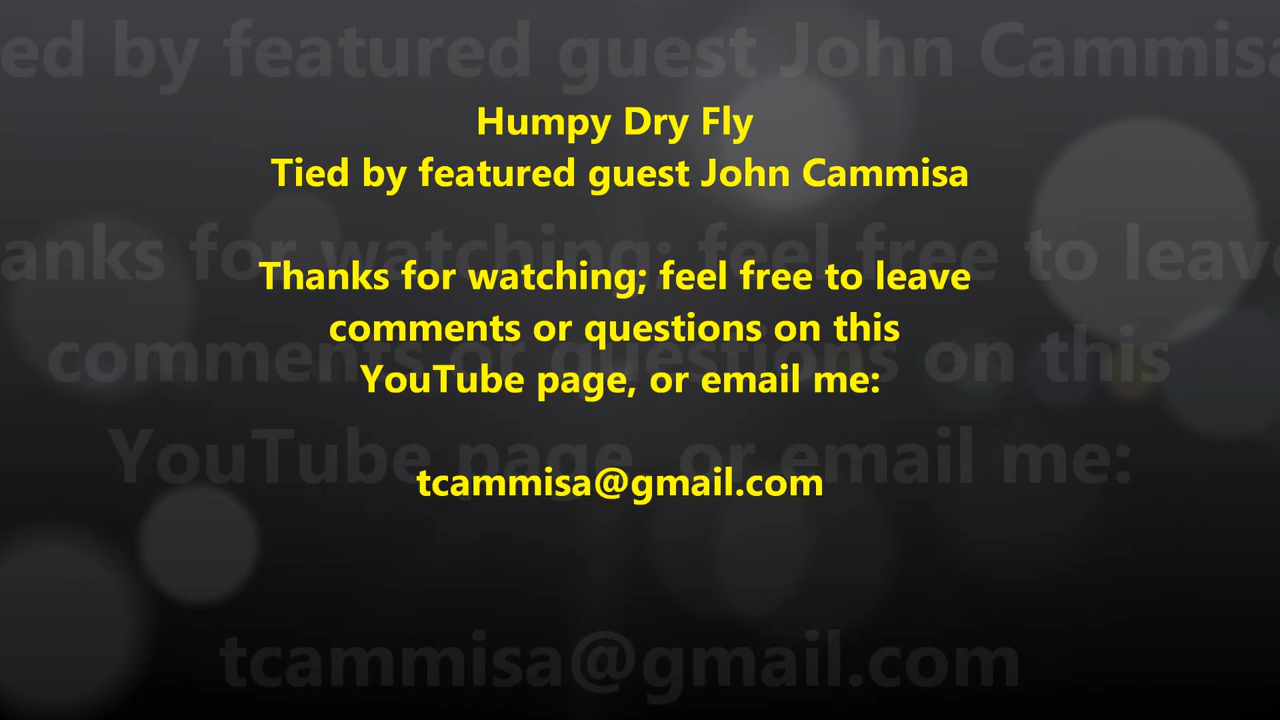 Humpy Dry Fly
Tied by featured guest John Cammisa
Thanks for watching; feel free to leave
comments or questions on this
YouTube page, or email me:
tcammisa@gmail.com